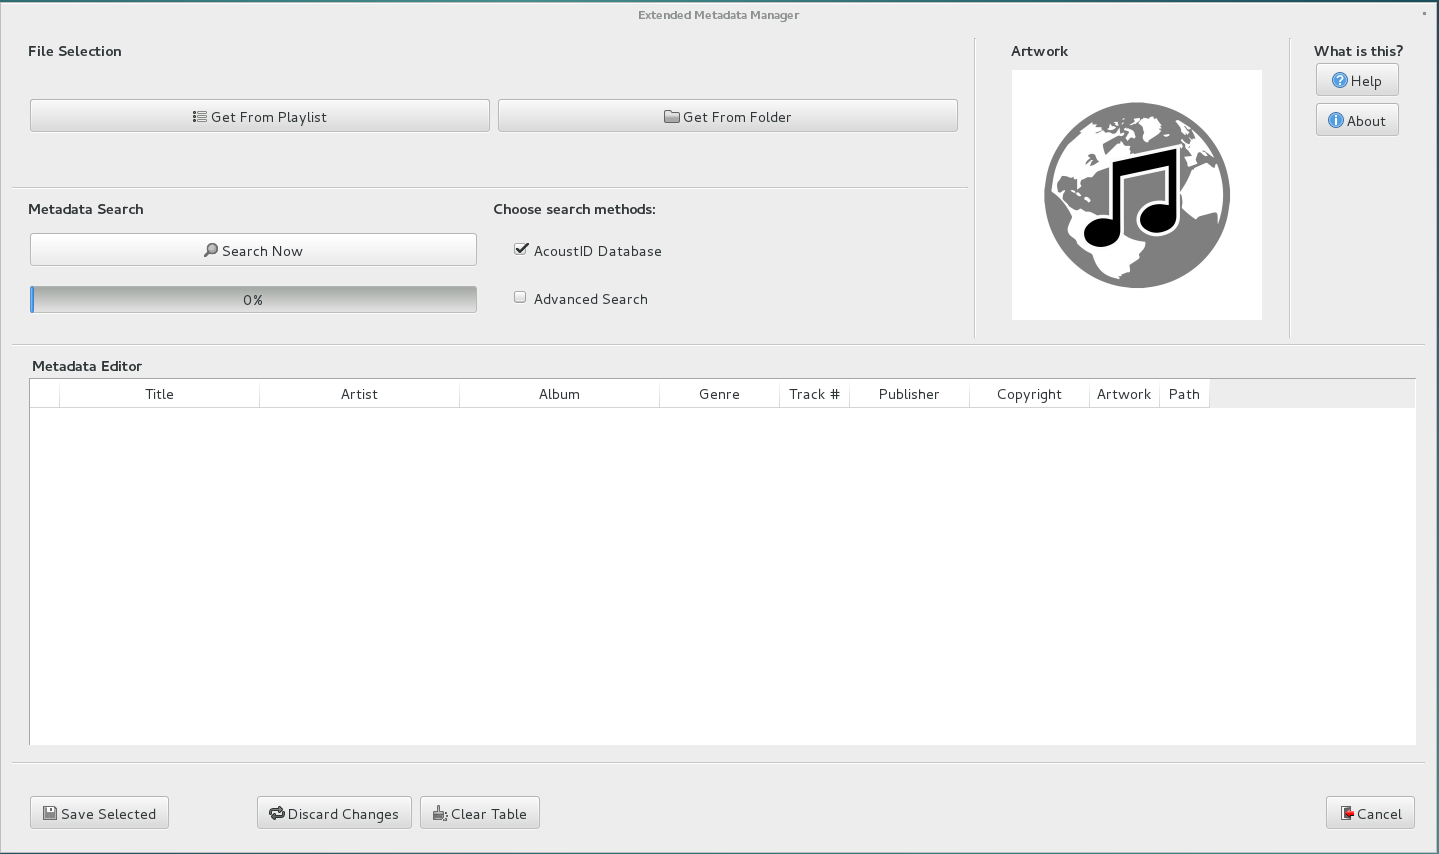 Extended Metadata Manager
File Selection
Get From Playlist
Get From Folder
Artwork
What is this?
Help
About
Metadata Search
Choose search methods:
Search Now
AcoustID Database
0%
Advanced Search
Metadata Editor
Title Artist Album Genre Track # Publisher Copyright Artwork Path
Save Selected
Discard Changes
Clear Table
Cancel